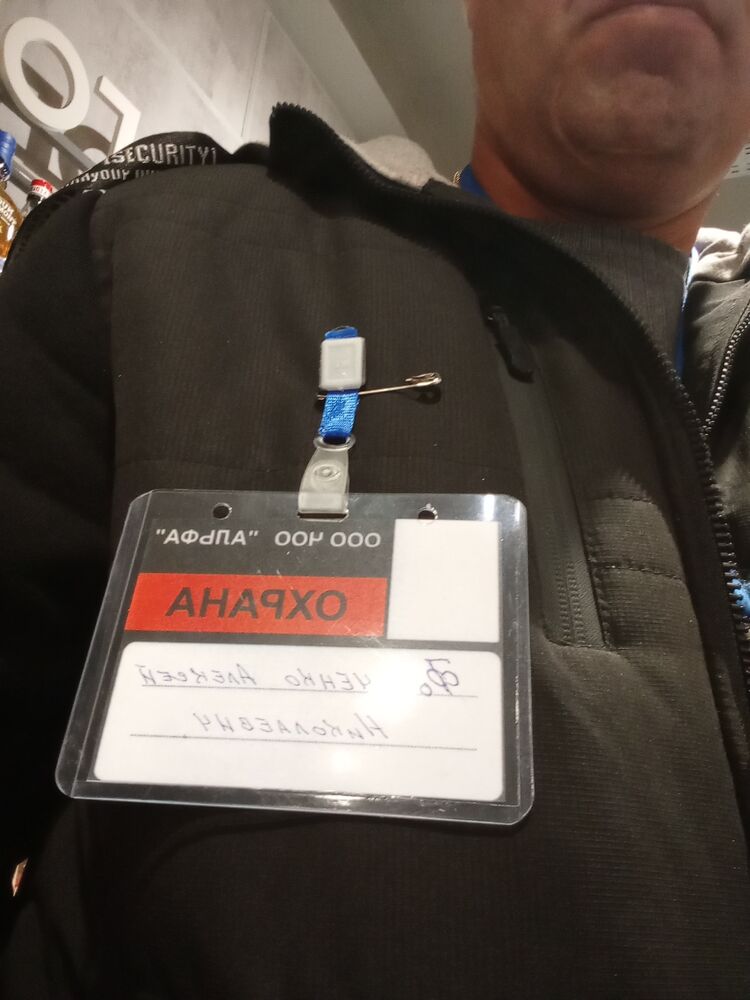 SECURITY!
ООО ЧОО "АЛЬФА"
ОХРАНА
Алексей
Николаевич